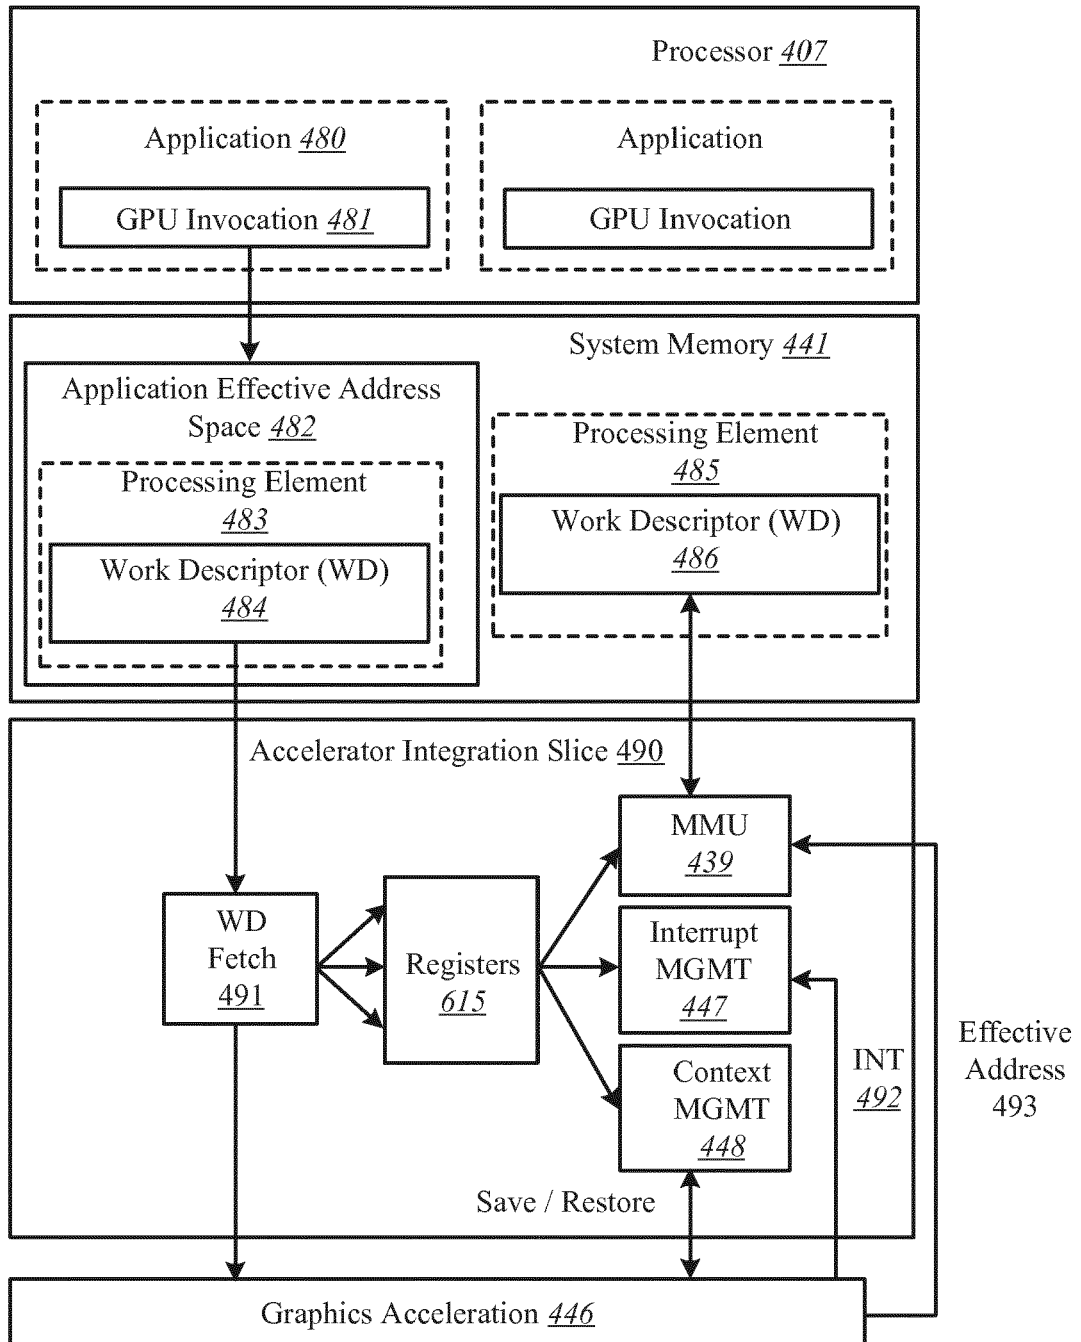 Processor 407
Application 480
Application
GPU Invocation 481
GPU Invocation
System Memory 441
Application Effective Address
Space 482
Processing Element
485
Processing Element
483
Work Descriptor (WD)
486
Work Descriptor (WD)
484
Accelerator Integration Slice 490
MMU
439
WD
Fetch
491
Registers
615
Interrupt
MGMT
447
Context
MGMT
448
INT
492
Effective
Address
493
Save / Restore
Graphics Acceleration 446